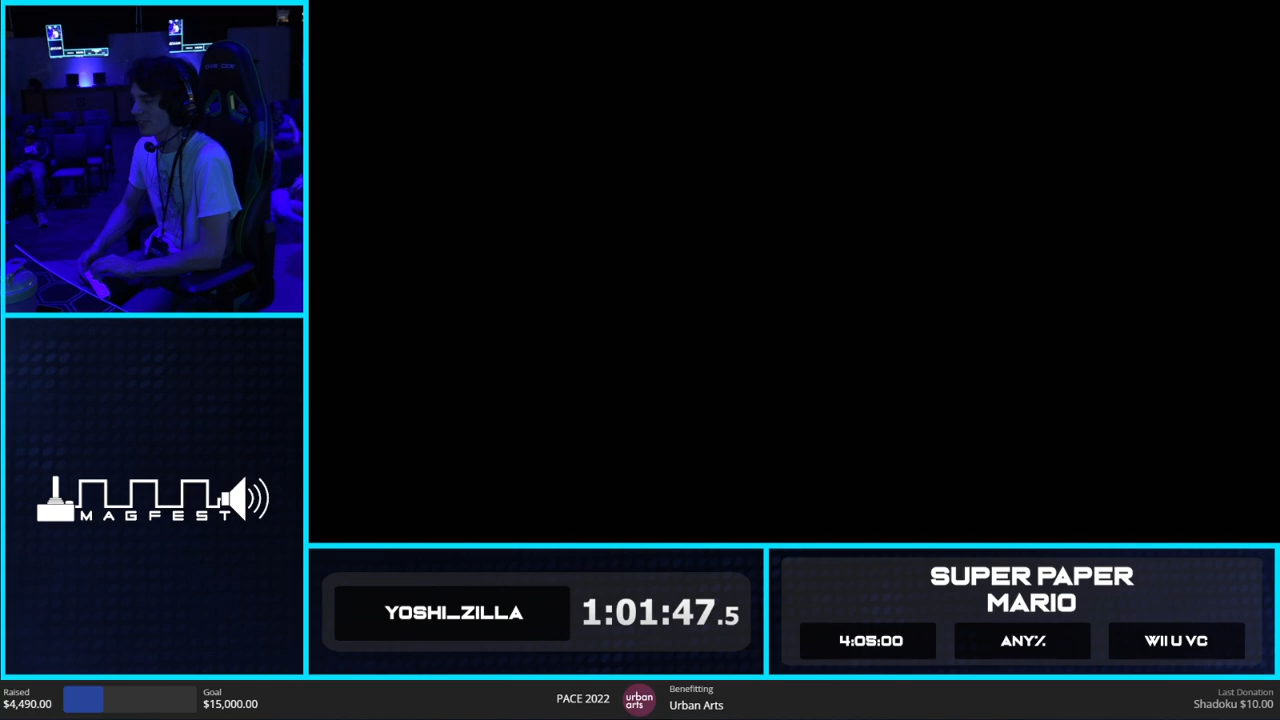 MAGFEST
YOSHI_ZILLA
1:01:47.5
SUPER PAPER
MARIO
4:05:00
ANY%
WII U VC
Raised
$4,490.00
Goal
$15,000.00
PACE 2022
urban
arts
Benefitting
Urban Arts
Last Donation
Shadoku $10.00